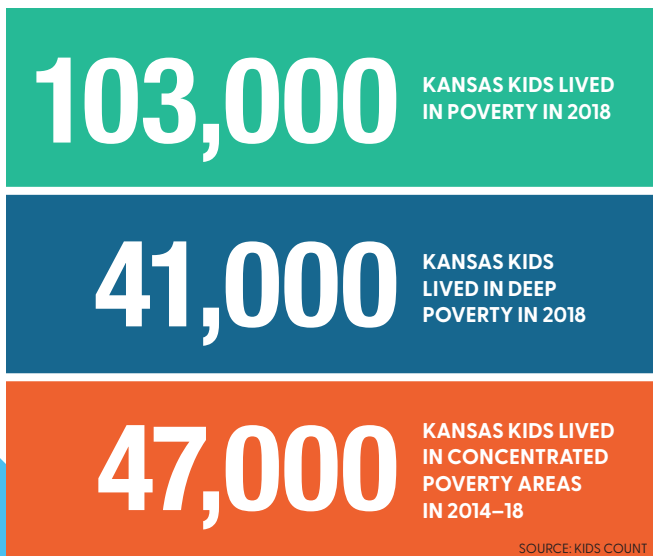 103,000
KANSAS KIDS LIVED
IN POVERTY IN 2018
41,000
KANSAS KIDS
LIVED IN DEEP
POVERTY IN 2018
47,000
KANSAS KIDS LIVED
IN CONCENTRATED
POVERTY AREAS
IN 2014–18
SOURCE: KIDS COUNT